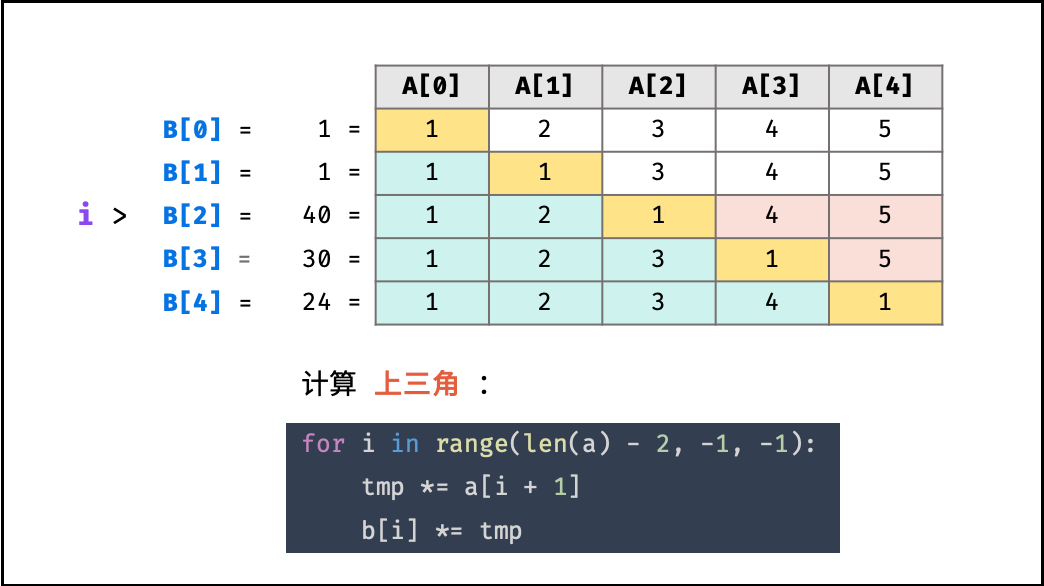 A[0] A[1] A[2] A[3] A[4]
B[0] = 1 = 1 2 3 4 5
B[1] = 1 = 1 1 3 4 5
i > B[2] = 40 = 1 2 1 4 5
B[3] = 30 = 1 2 3 1 5
B[4] = 24 = 1 2 3 4 1
计算 上三角 :
for i in range(len(a) - 2, -1, -1):
    tmp *= a[i + 1]
    b[i] *= tmp